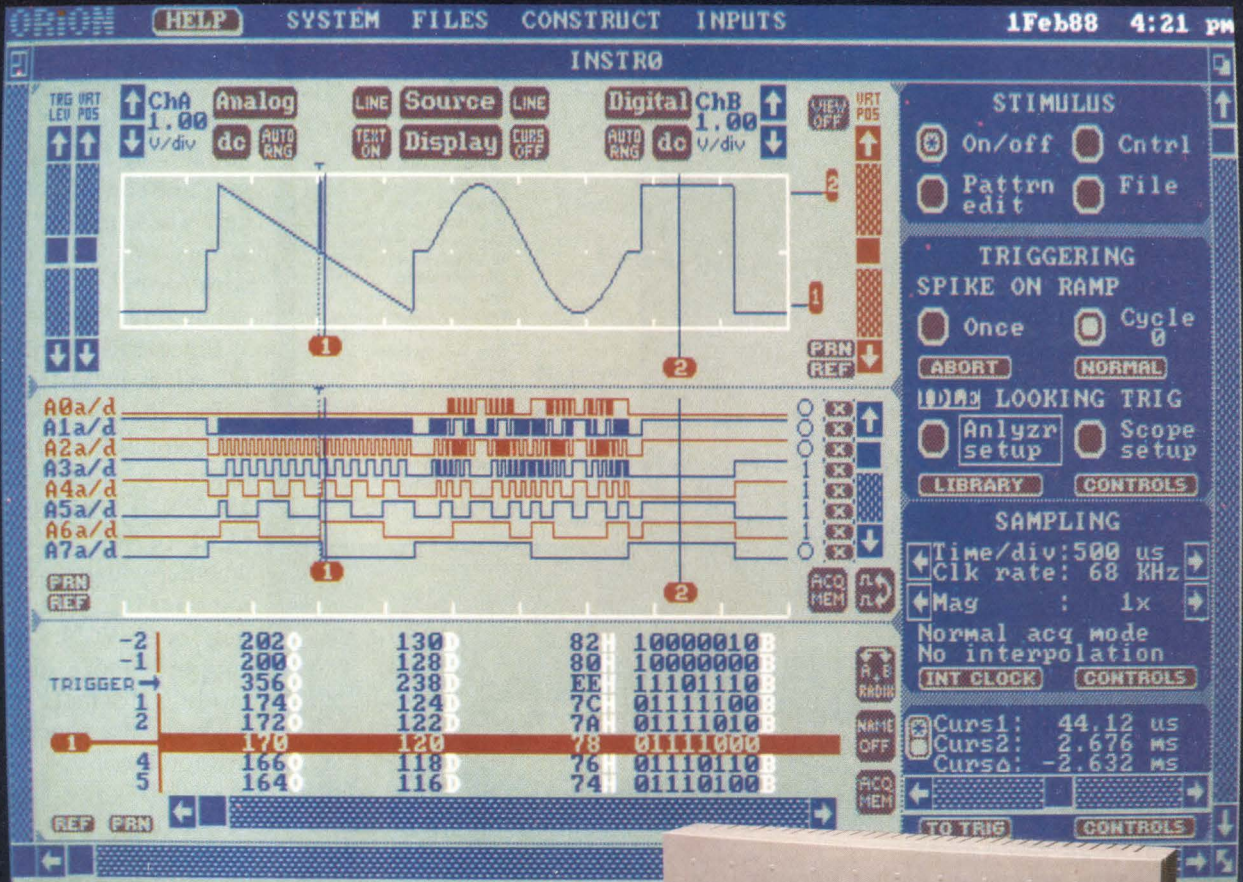 ORION HELP SYSTEM FILES CONSTRUCT INPUTS 1Feb88 4:21 pm
INSTR0
TRG LEV
VRT POS
ChA
1.00
V/div
Analog
dc
AUTO RNG
LINE Source LINE
TEXT ON
Display
CURS OFF
Digital
AUTO RNG
dc
ChB
1.00
V/div
VIEW OFF
VRT POS
T
2
1
1
2
PRN
REF
T
A0a/d O X
A1a/d O X
A2a/d O X
A3a/d 1 X
A4a/d 1 X
A5a/d 1 X
A6a/d 1 X
A7a/d O X
1
2
PRN
REF
ACQ MEM
-2 202O 130D 82H 10000010B
-1 200O 128D 80H 10000000B
TRIGGER→ 356O 238D EEH 11101110B
1 174O 124D 7CH 01111100B
2 172O 122D 7AH 01111010B
1 170 120 78 01111000
4 166O 118D 76H 01110110B
5 164O 116D 74H 01110100B
REF PRN
A↔B RADIX
NAME OFF
ACQ MEM
STIMULUS
On/off Cntrl
Pattrn edit
File
TRIGGERING
SPIKE ON RAMP
Once
Cycle 0
ABORT NORMAL
IDLE LOOKING TRIG
Anlyzr setup
Scope setup
LIBRARY CONTROLS
SAMPLING
Time/div:500 us
Clk rate: 68 KHz
Mag : 1x
Normal acq mode
No interpolation
INT CLOCK CONTROLS
Curs1: 44.12 us
Curs2: 2.676 ms
CursΔ: -2.632 ms
TO TRIG CONTROLS